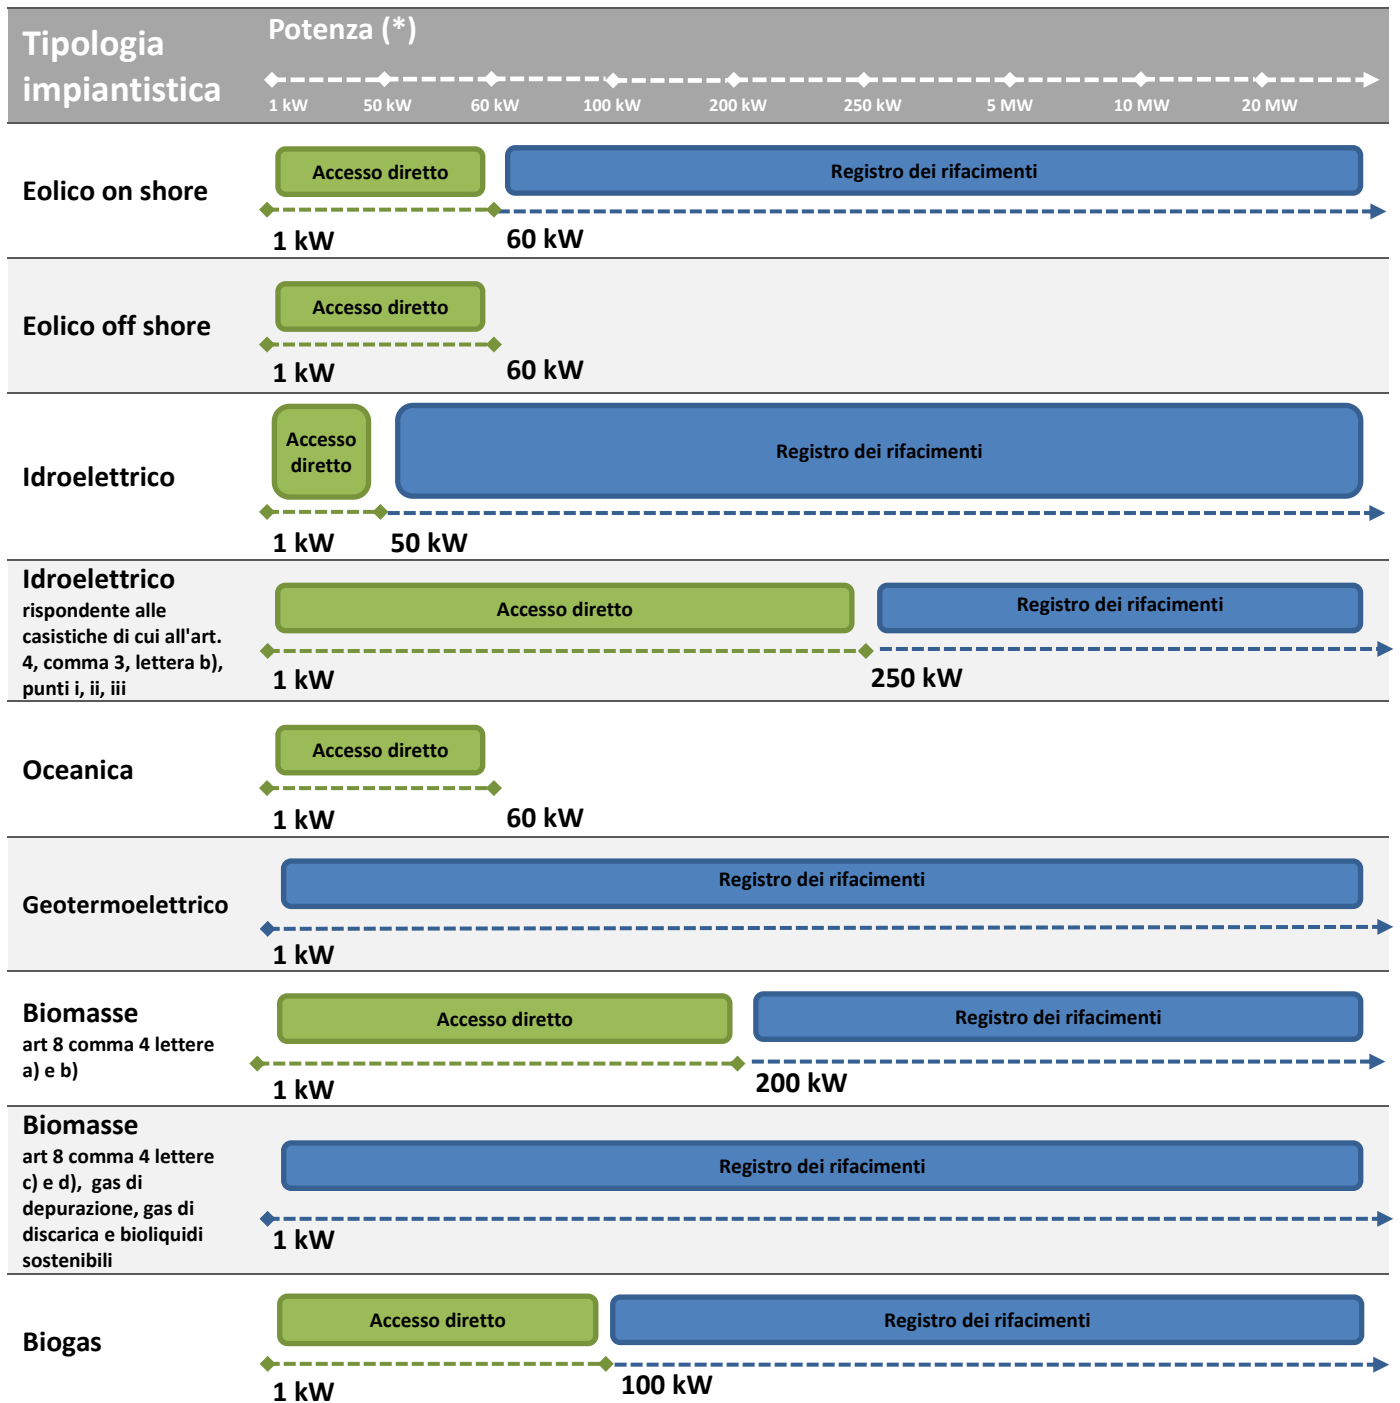 Tipologia
impiantistica
Potenza (*)
1 kW 50 kW 60 kW 100 kW 200 kW 250 kW 5 MW 10 MW 20 MW
Eolico on shore
Accesso diretto
Registro dei rifacimenti
1 kW
60 kW
Eolico off shore
Accesso diretto
1 kW
60 kW
Idroelettrico
Accesso
diretto
Registro dei rifacimenti
1 kW
50 kW
Idroelettrico
rispondente alle
casistiche di cui all'art.
4, comma 3, lettera b),
punti i, ii, iii
Accesso diretto
Registro dei rifacimenti
1 kW
250 kW
Oceanica
Accesso diretto
1 kW
60 kW
Geotermoelettrico
Registro dei rifacimenti
1 kW
Biomasse
art 8 comma 4 lettere
a) e b)
Accesso diretto
Registro dei rifacimenti
1 kW
200 kW
Biomasse
art 8 comma 4 lettere
c) e d), gas di
depurazione, gas di
discarica e bioliquidi
sostenibili
Registro dei rifacimenti
1 kW
Biogas
Accesso diretto
Registro dei rifacimenti
1 kW
100 kW